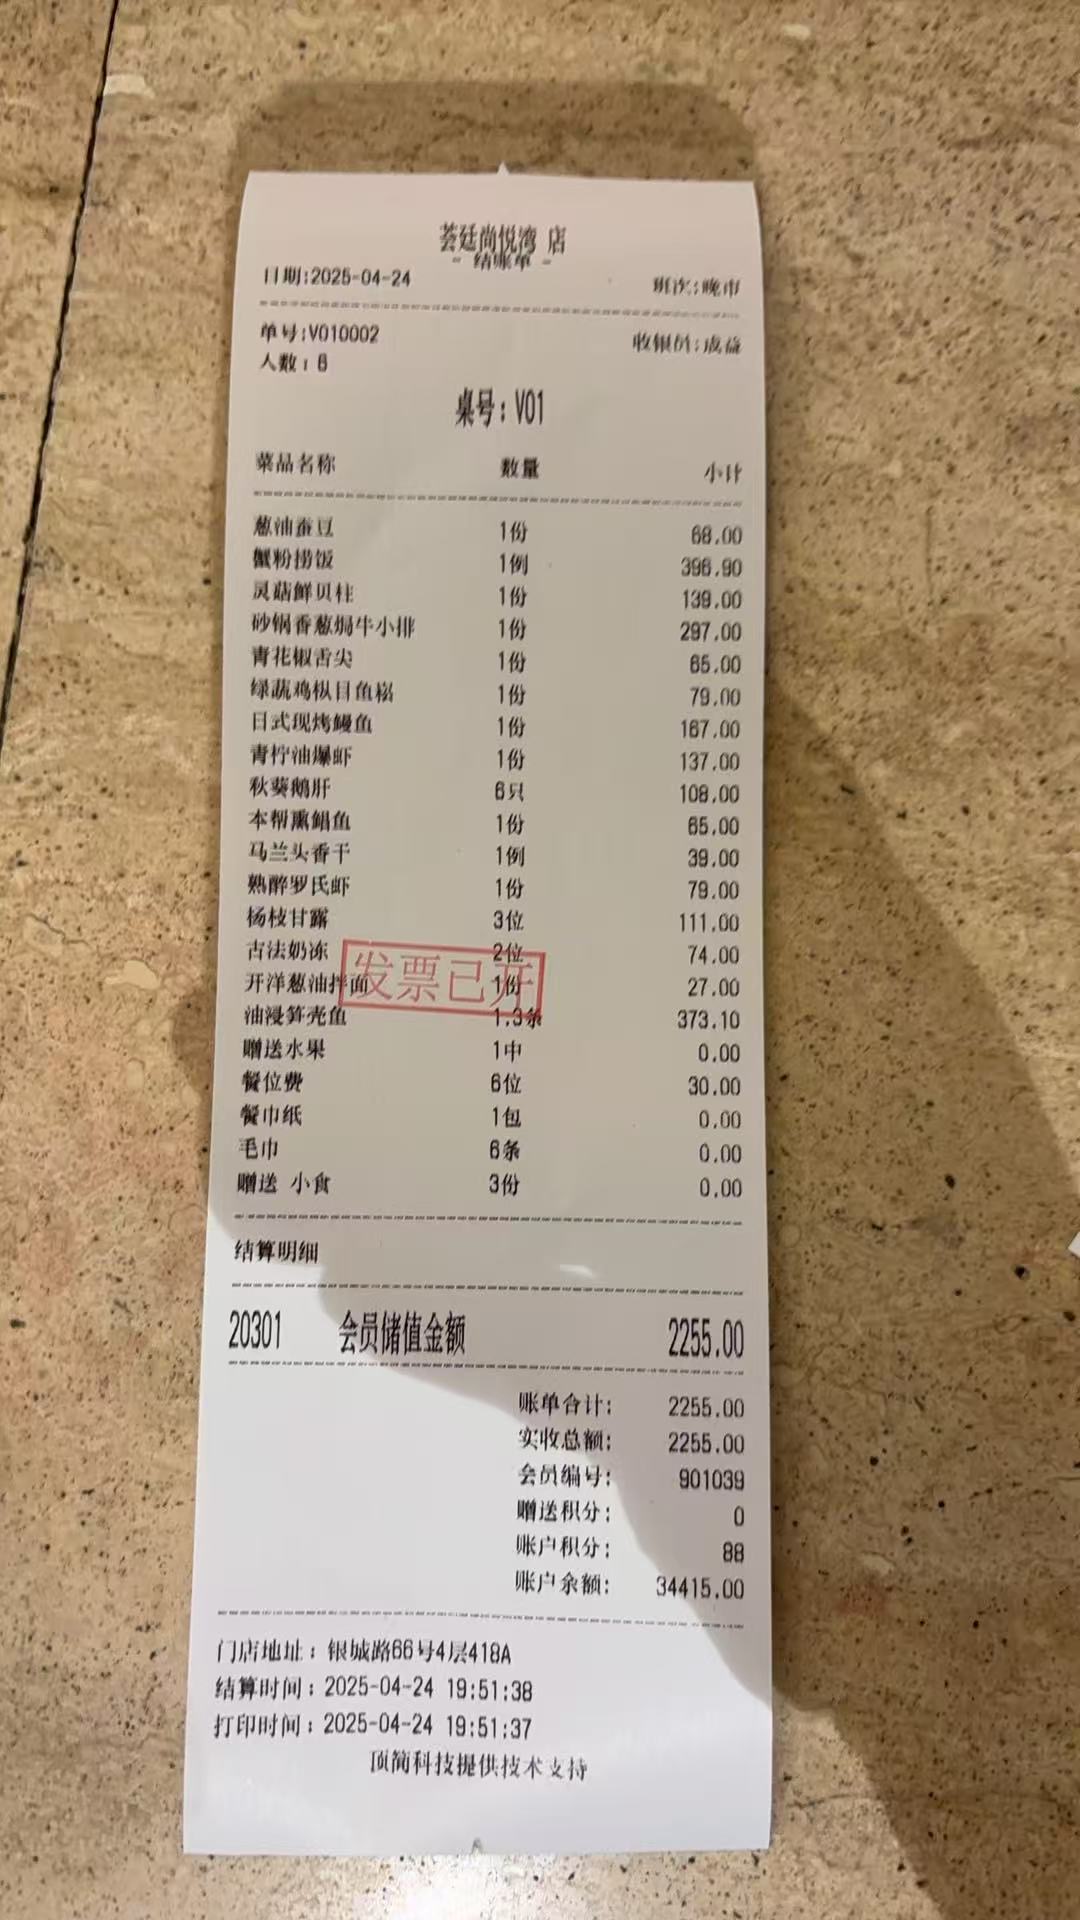 荟廷尚悦湾 店
- 结账单 -
日期:2025-04-24 班次:晚市
单号:V010002 收银员:成益
人数:6
桌号:V01
菜品名称 数量 小计
葱油蚕豆 1份 68.00
蟹粉捞饭 1例 396.90
灵菇鲜贝柱 1份 139.00
砂锅香葱焗牛小排 1份 297.00
青花椒舌尖 1份 65.00
绿蔬鸡枞目鱼崧 1份 79.00
日式现烤鳗鱼 1份 167.00
青柠油爆虾 1份 137.00
秋葵鹅肝 6只 108.00
本帮熏鲳鱼 1份 65.00
马兰头香干 1例 39.00
熟醉罗氏虾 1份 79.00
杨枝甘露 3位 111.00
古法奶冻 2位 74.00
发票已开
开洋葱油拌面 1份 27.00
油浸笋壳鱼 1.3条 373.10
赠送水果 1中 0.00
餐位费 6位 30.00
餐巾纸 1包 0.00
毛巾 6条 0.00
赠送 小食 3份 0.00
结算明细
20301 会员储值金额 2255.00
账单合计: 2255.00
实收总额: 2255.00
会员编号: 901039
赠送积分: 0
账户积分: 88
账户余额: 34415.00
门店地址:银城路66号4层418A
结算时间:2025-04-24 19:51:38
打印时间:2025-04-24 19:51:37
顶简科技提供技术支持